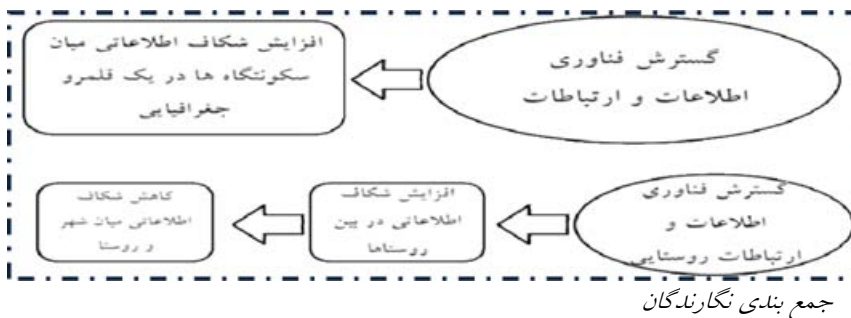 گسترش فناوری
اطلاعات و ارتباطات
افزایش شکاف اطلاعاتی میان
سکونتگاه ها در یک قلمرو
جغرافیایی
گسترش فناوری
اطلاعات و
ارتباطات روستایی
افزایش شکاف
اطلاعاتی در بین
روستاها
کاهش شکاف
اطلاعاتی میان شهر
و روستا
جمع بندی نگارندگان